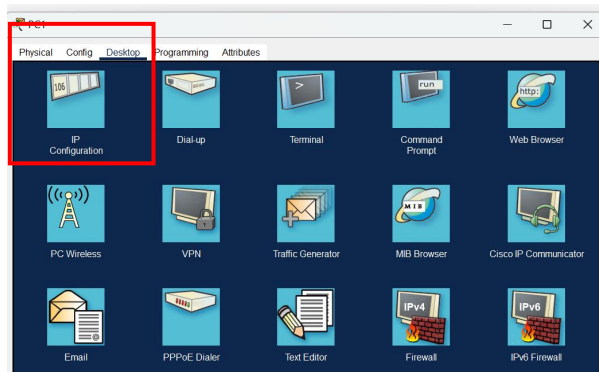 PC1
Physical Config Desktop Programming Attributes
106
run
http:
IP
Configuration
Dial-up
Terminal
Command
Prompt
Web Browser
MIB
PC Wireless
VPN
Traffic Generator
MIB Browser
Cisco IP Communicator
IPv4
IPv6
Email
PPPoE Dialer
Text Editor
Firewall
IPv6 Firewall